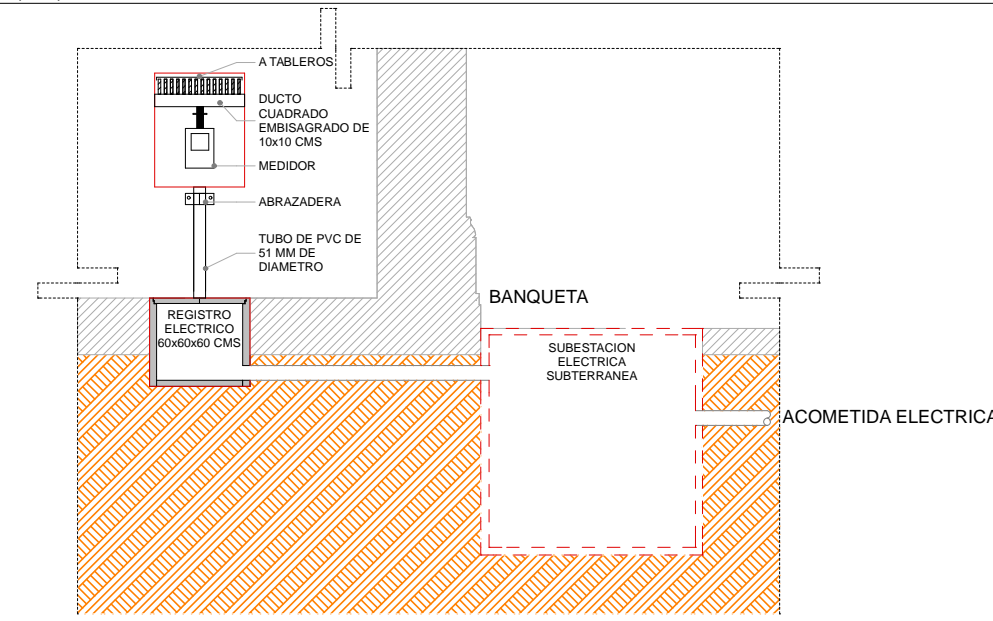 A TABLEROS
DUCTO
CUADRADO
EMBISAGRADO DE
10x10 CMS
MEDIDOR
ABRAZADERA
TUBO DE PVC DE
51 MM DE
DIAMETRO
BANQUETA
REGISTRO
ELECTRICO
60x60x60 CMS
SUBESTACION
ELECTRICA
SUBTERRANEA
ACOMETIDA ELECTRICA